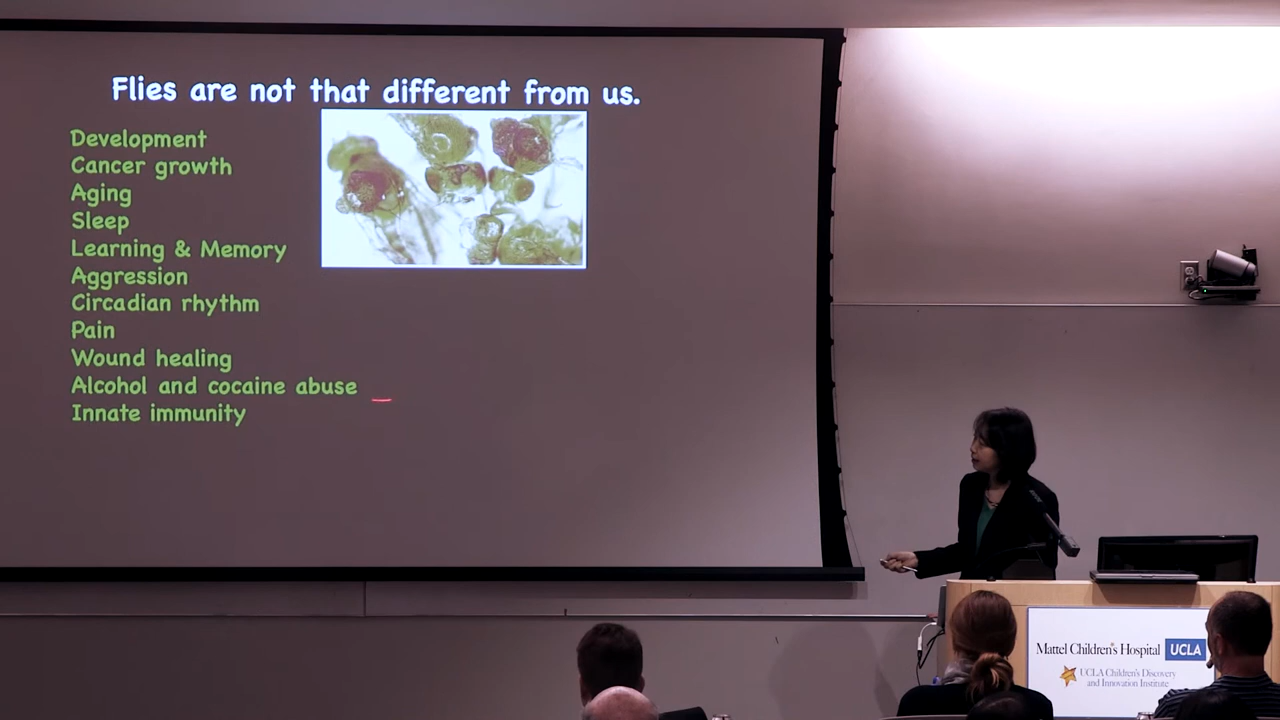 Flies are not that different from us.
Development
Cancer growth
Aging
Sleep
Learning & Memory
Aggression
Circadian rhythm
Pain
Wound healing
Alcohol and cocaine abuse
Innate immunity
Mattel Children's Hospital UCLA
UCLA Children's Discovery
and Innovation Institute